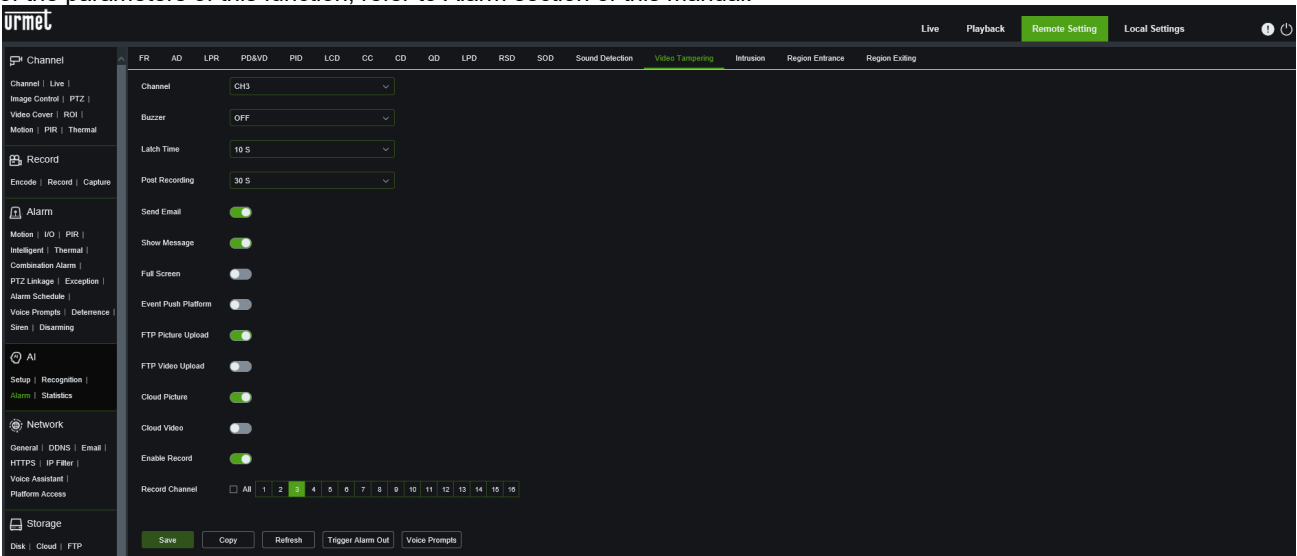 of the parameters of this function, refer to Alarm section of this manual.
urmet
Live Playback Remote Setting Local Settings
Channel
Channel | Live |
Image Control | PTZ |
Video Cover | ROI |
Motion | PIR | Thermal
Record
Encode | Record | Capture
Alarm
Motion | I/O | PIR |
Intelligent | Thermal |
Combination Alarm |
PTZ Linkage | Exception |
Alarm Schedule |
Voice Prompts | Deterrence |
Siren | Disarming
AI
Setup | Recognition |
Alarm | Statistics
Network
General | DDNS | Email |
HTTPS | IP Filter |
Voice Assistant |
Platform Access
Storage
Disk | Cloud | FTP
FR AD LPR PD&VD PID LCD CC CD QD LPD RSD SOD Sound Detection Video Tampering Intrusion Region Entrance Region Exiting
Channel CH3
Buzzer OFF
Latch Time 10 S
Post Recording 30 S
Send Email
Show Message
Full Screen
Event Push Platform
FTP Picture Upload
FTP Video Upload
Cloud Picture
Cloud Video
Enable Record
Record Channel All 1 2 3 4 5 6 7 8 9 10 11 12 13 14 15 16
Save Copy Refresh Trigger Alarm Out Voice Prompts